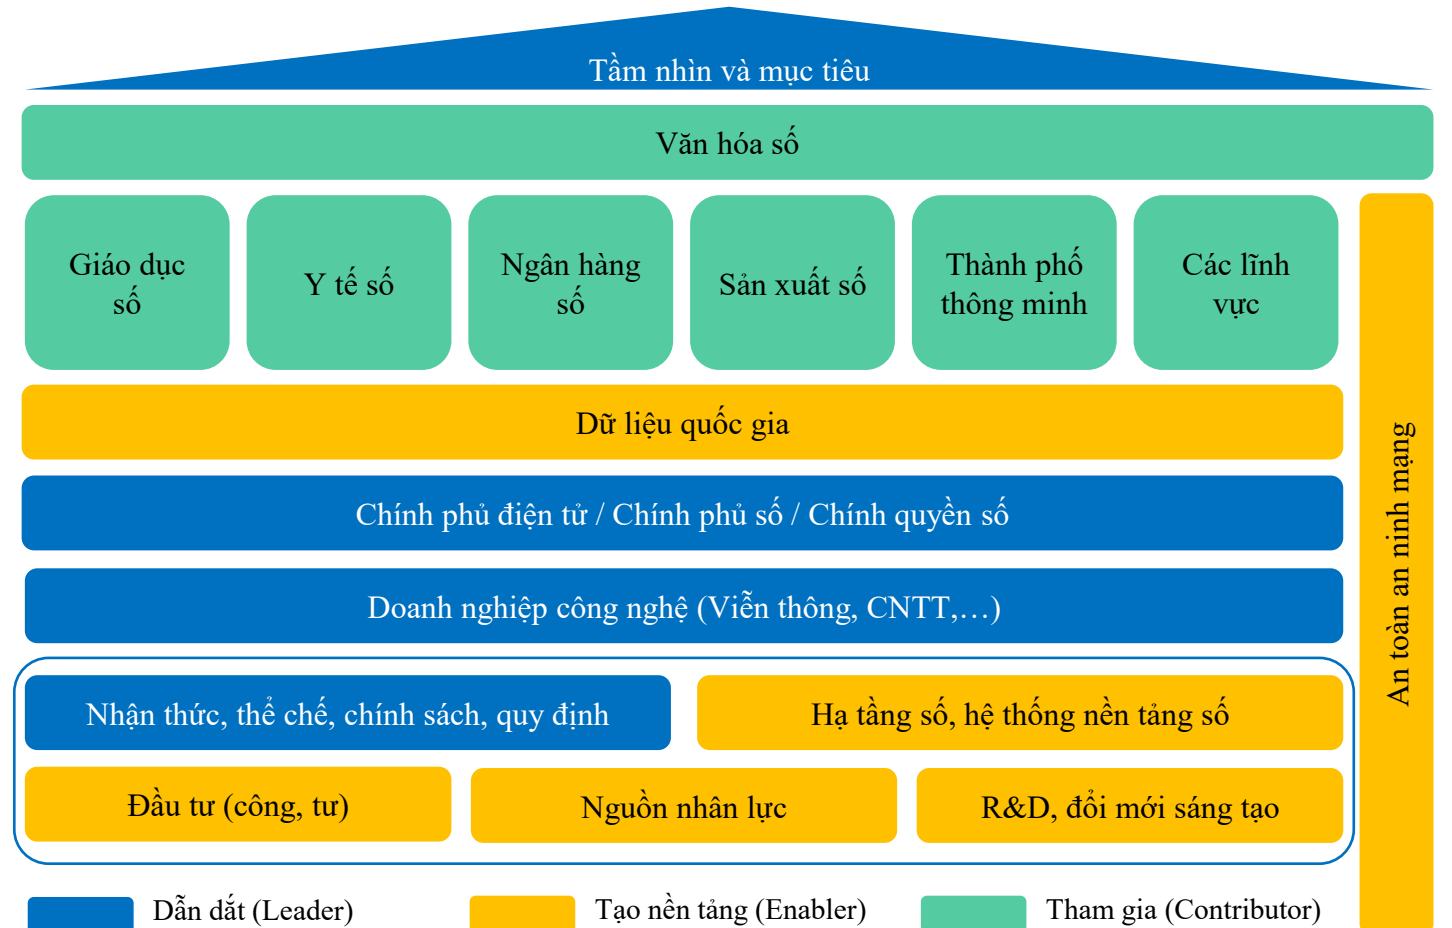 Tầm nhìn và mục tiêu
Văn hóa số
Giáo dục
số
Y tế số
Ngân hàng
số
Sản xuất số
Thành phố
thông minh
Các lĩnh
vực
Dữ liệu quốc gia
Chính phủ điện tử / Chính phủ số / Chính quyền số
Doanh nghiệp công nghệ (Viễn thông, CNTT,…)
An toàn an ninh mạng
Nhận thức, thể chế, chính sách, quy định
Hạ tầng số, hệ thống nền tảng số
Đầu tư (công, tư)
Nguồn nhân lực
R&D, đổi mới sáng tạo
Dẫn dắt (Leader)
Tạo nền tảng (Enabler)
Tham gia (Contributor)